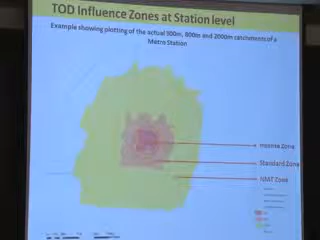 TOD Influence Zones at Station level
Example showing plotting of the actual 300m, 800m and 2000m catchments of a
Metro Station
Intense Zone
Standard Zone
NMT Zone